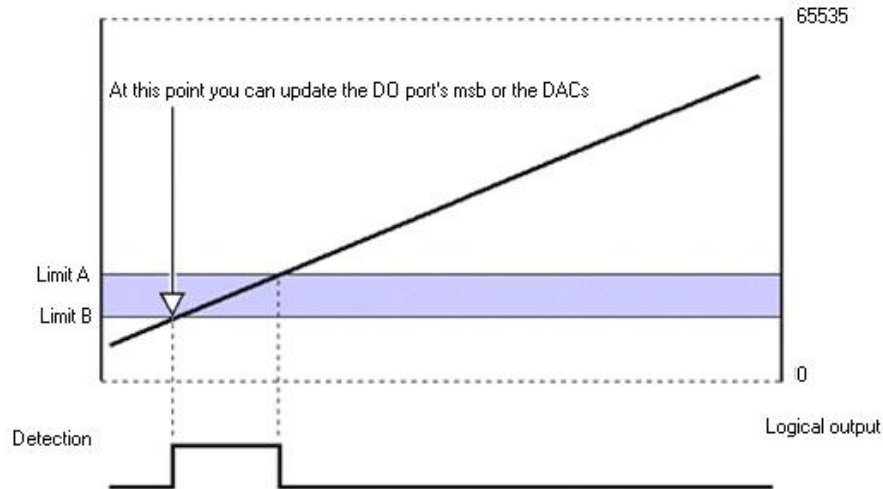 65535
At this point you can update the DO port's msb or the DACs
Limit A
Limit B
0
Detection
Logical output